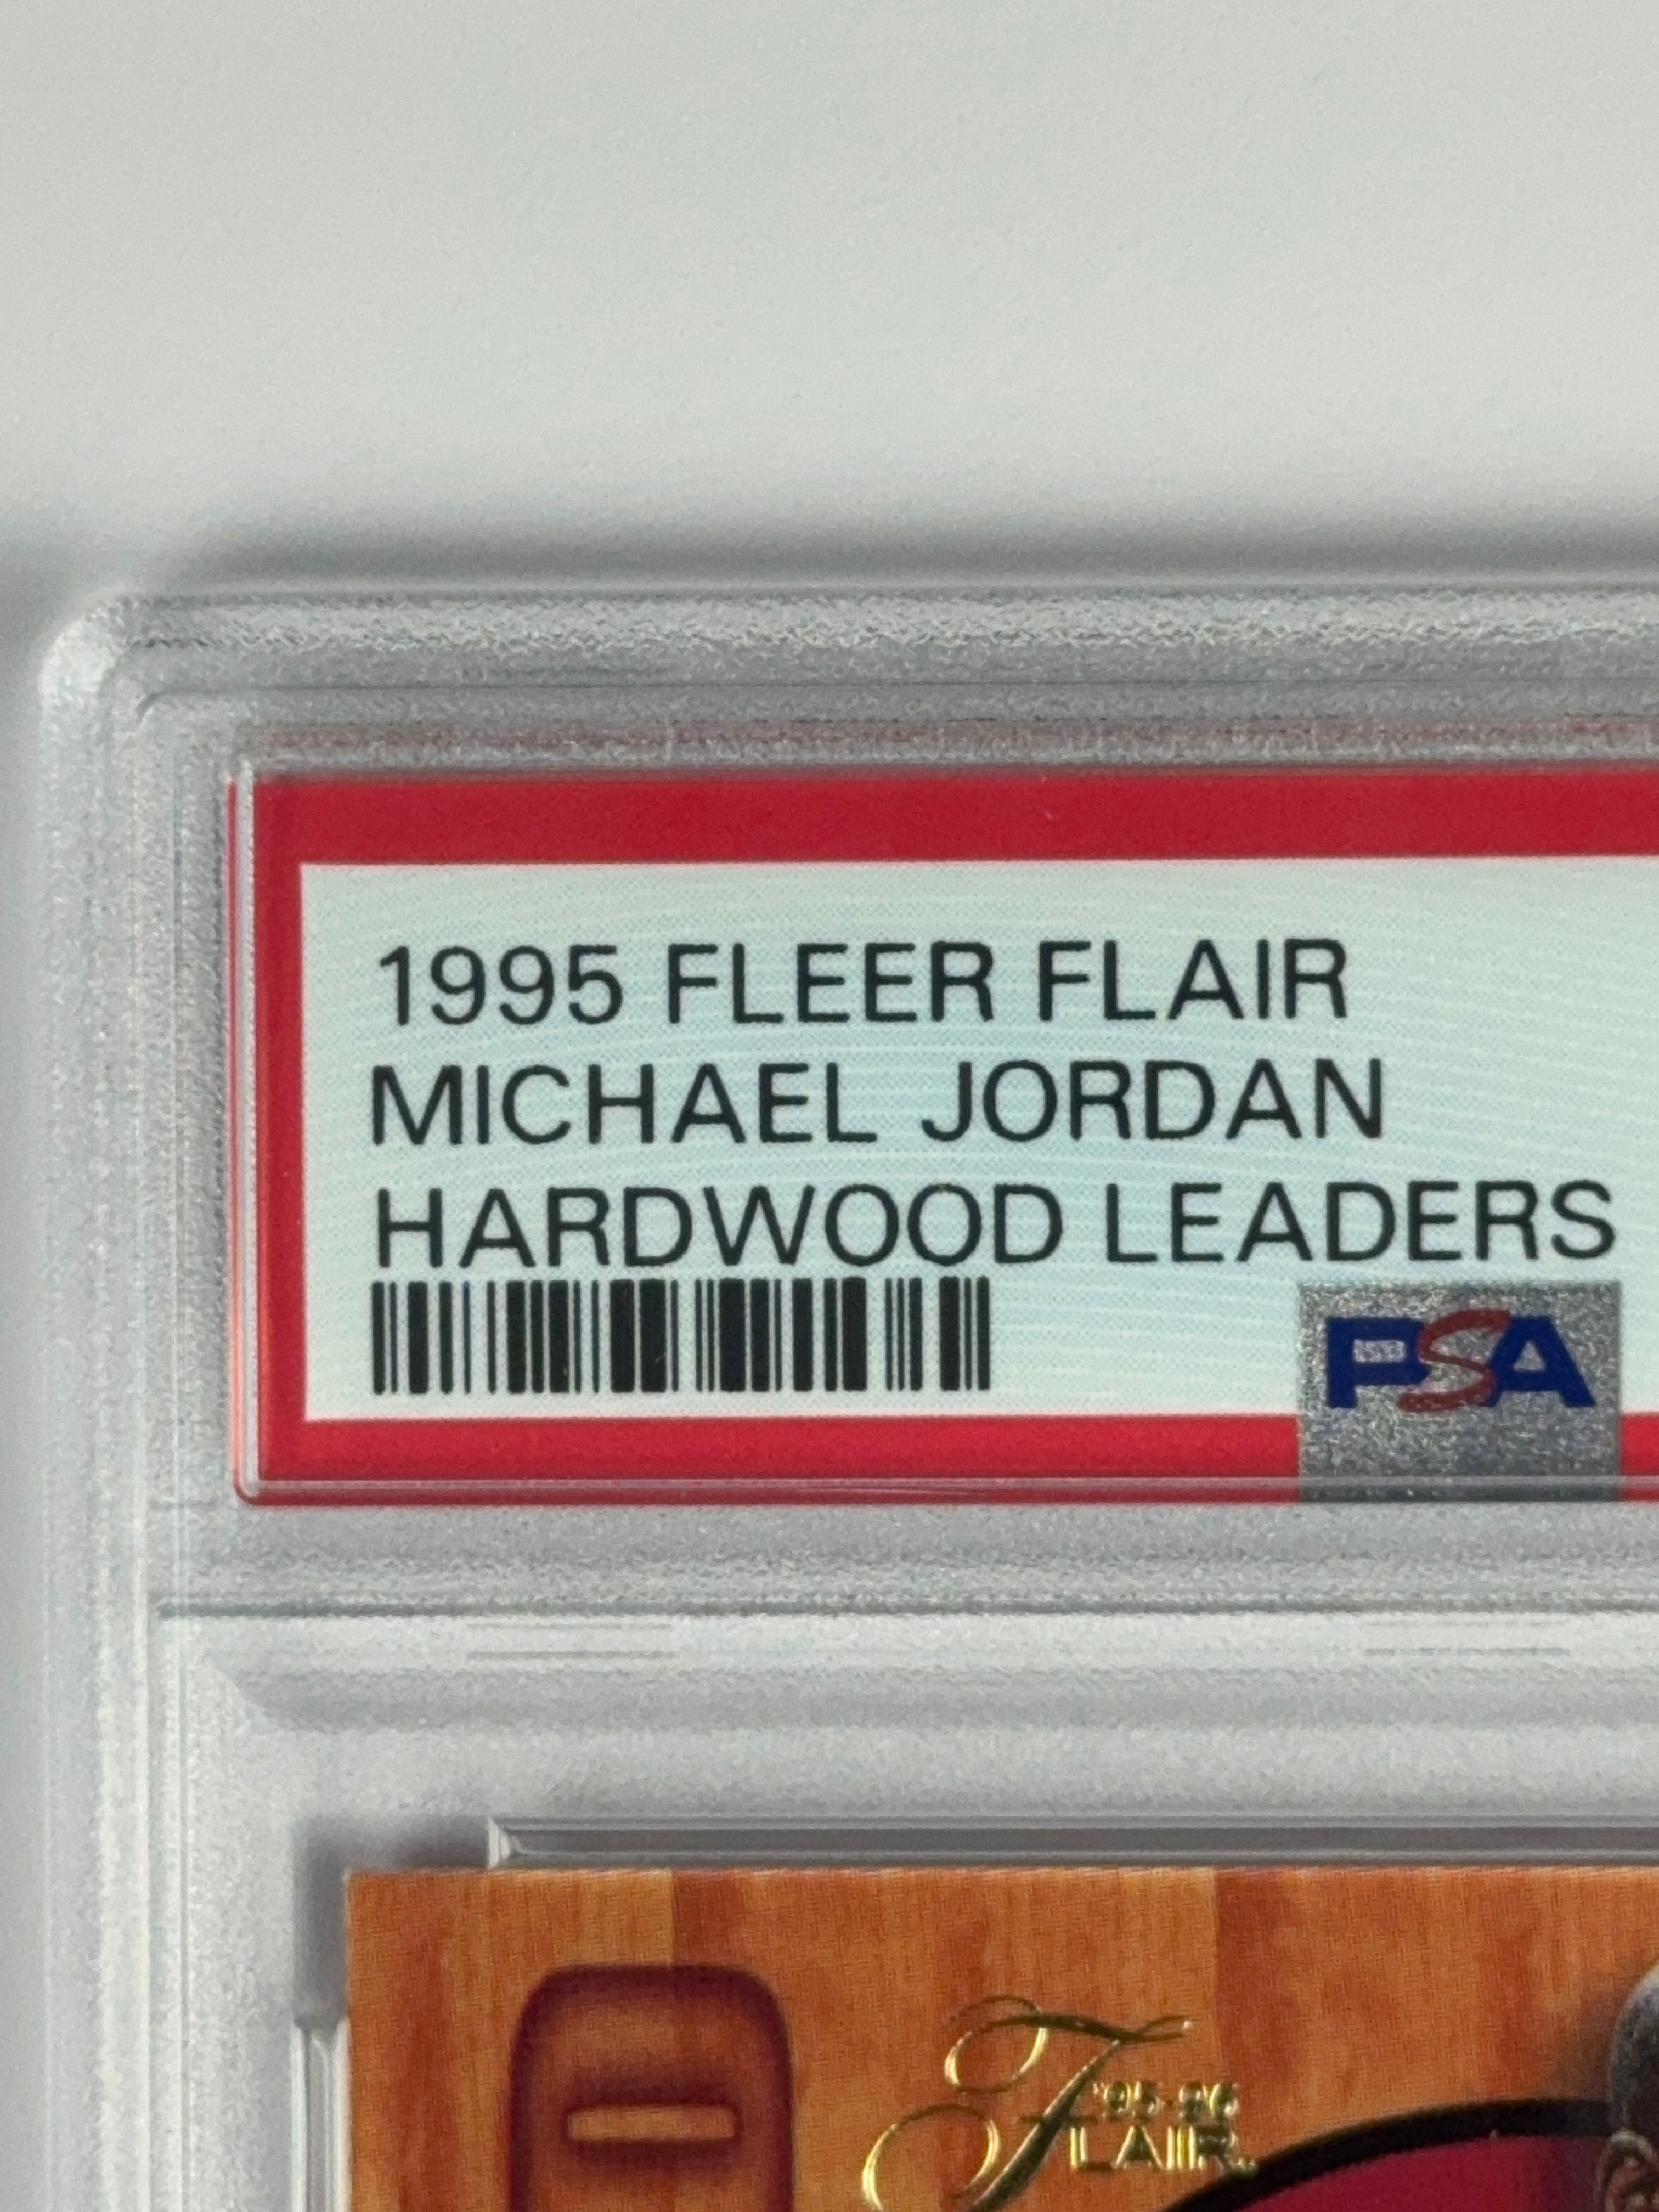 1995 FLEER FLAIR
MICHAEL JORDAN
HARDWOOD LEADERS
PSA
'95-96
FLAIR